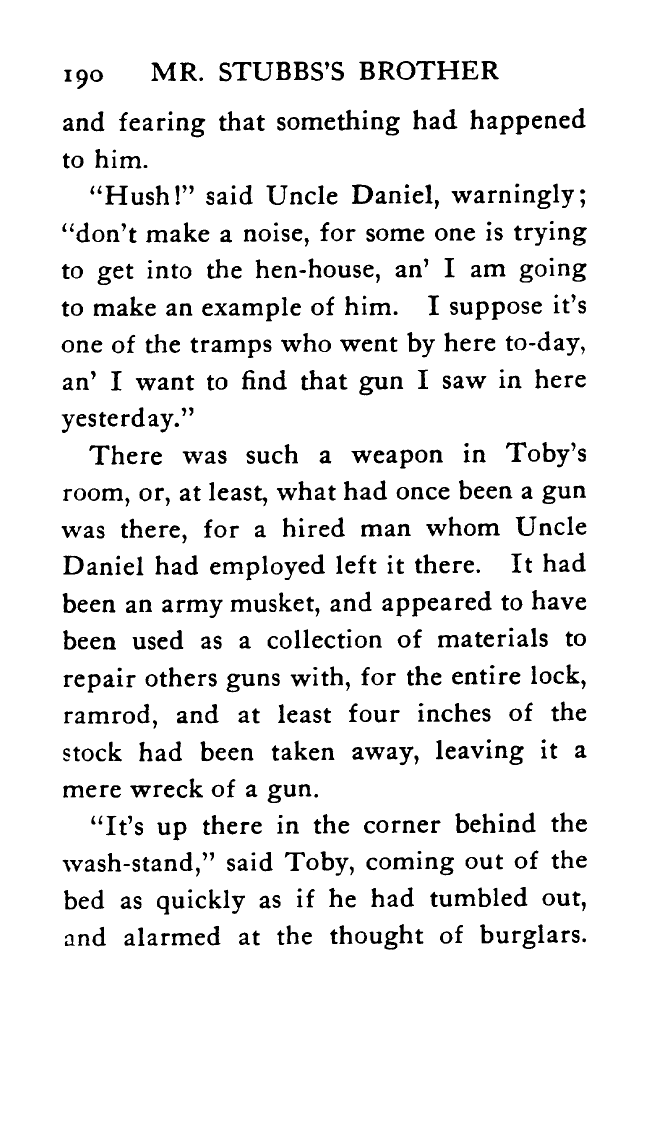 190 MR. STUBBS'S BROTHER
and fearing that something had happened
to him.
"Hush!" said Uncle Daniel, warningly;
"don't make a noise, for some one is trying
to get into the hen-house, an' I am going
to make an example of him. I suppose it's
one of the tramps who went by here to-day,
an' I want to find that gun I saw in here
yesterday."
There was such a weapon in Toby's
room, or, at least, what had once been a gun
was there, for a hired man whom Uncle
Daniel had employed left it there. It had
been an army musket, and appeared to have
been used as a collection of materials to
repair others guns with, for the entire lock,
ramrod, and at least four inches of the
stock had been taken away, leaving it a
mere wreck of a gun.
"It's up there in the corner behind the
wash-stand," said Toby, coming out of the
bed as quickly as if he had tumbled out,
and alarmed at the thought of burglars.